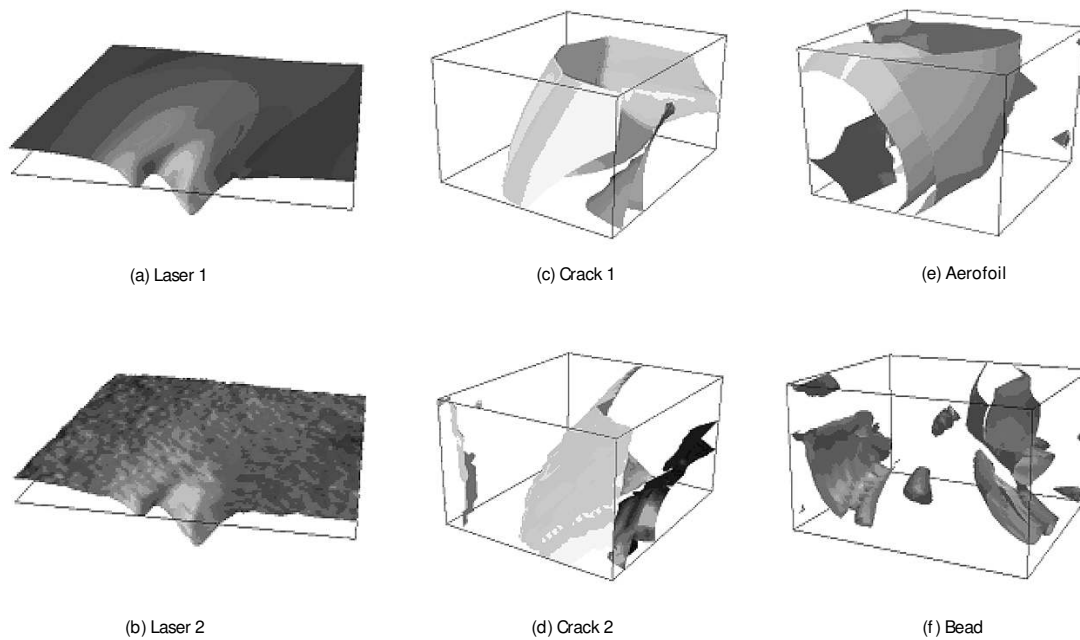 (a) Laser 1
(c) Crack 1
(e) Aerofoil
(b) Laser 2
(d) Crack 2
(f) Bead